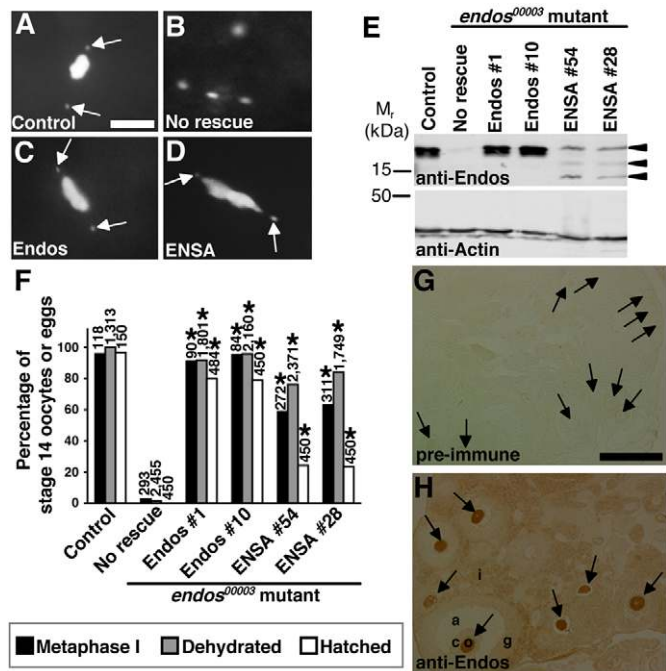 A
Control
B
No rescue
C
Endos
D
ENSA
E
endos00003 mutant
Control
No rescue
Endos #1
Endos #10
ENSA #54
ENSA #28
Mr
(kDa)
15
50
anti-Endos
anti-Actin
F
Percentage of
stage 14 oocytes or eggs
100
80
60
40
20
0
118
1,313
150
293
2,455
450
90*
1,801*
484*
84*
2,160*
450*
272*
2,371*
450*
311*
1,749*
450*
Control
No rescue
Endos #1
Endos #10
ENSA #54
ENSA #28
endos00003 mutant
Metaphase I
Dehydrated
Hatched
G
pre-immune
H
i
a
c o
g
anti-Endos